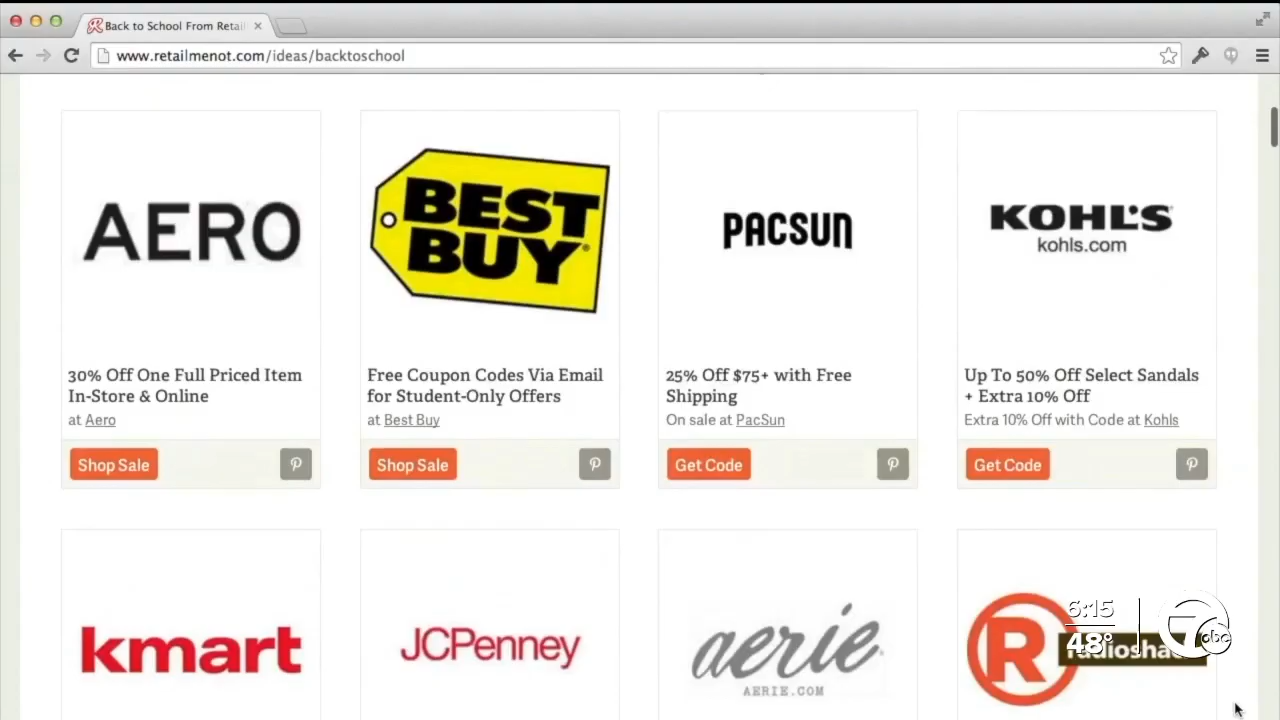 Back to School From Retail
www.retailmenot.com/ideas/backtoschool
AERO
BEST
BUY
PACSUN
KOHL'S
kohls.com
30% Off One Full Priced Item
In-Store & Online
at Aero
Shop Sale
Free Coupon Codes Via Email
for Student-Only Offers
at Best Buy
Shop Sale
25% Off $75+ with Free
Shipping
On sale at PacSun
Get Code
Up To 50% Off Select Sandals
+ Extra 10% Off
Extra 10% Off with Code at Kohls
Get Code
kmart
JCPenney
aerie
AERIE.COM
R
radioshack
6:15
48°
7
abc